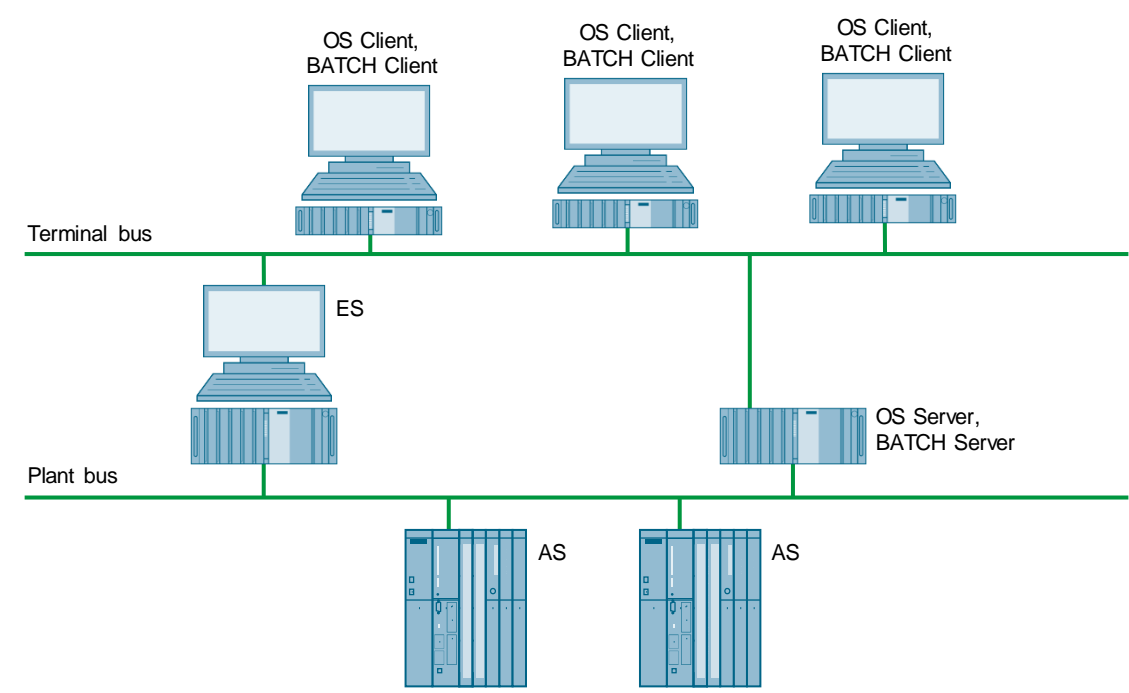 OS Client,
BATCH Client
OS Client,
BATCH Client
OS Client,
BATCH Client
Terminal bus
ES
OS Server,
BATCH Server
Plant bus
AS
AS